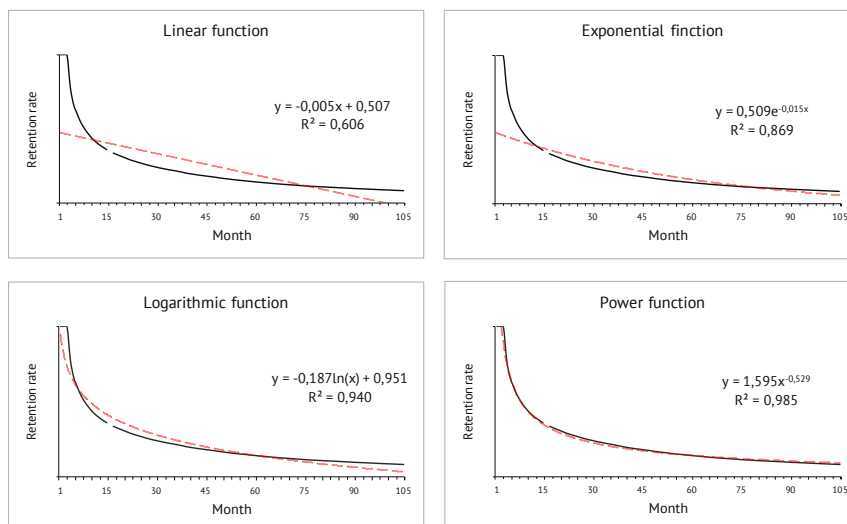 Linear function
y = -0,005x + 0,507
R² = 0,606
Retention rate
1 15 30 45 60 75 90 105
Month
Exponential finction
y = 0,509e^-0,015x
R² = 0,869
Retention rate
1 15 30 45 60 75 90 105
Month
Logarithmic function
y = -0,187ln(x) + 0,951
R² = 0,940
Retention rate
1 15 30 45 60 75 90 105
Month
Power function
y = 1,595x^-0,529
R² = 0,985
Retention rate
1 15 30 45 60 75 90 105
Month